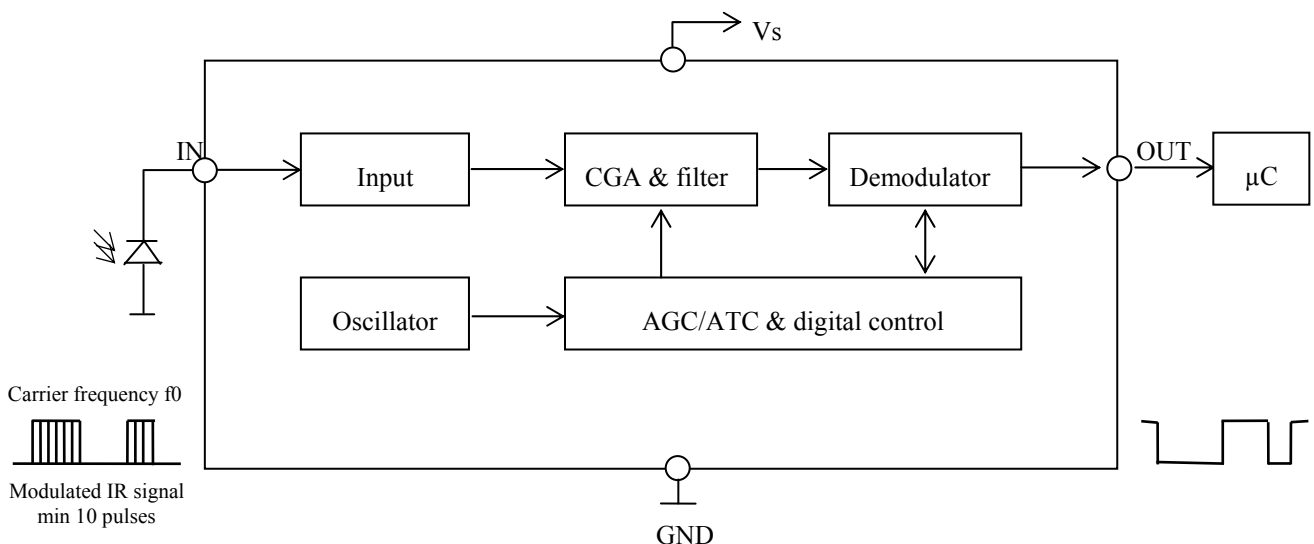 Vs
IN
Input
CGA & filter
Demodulator
OUT
µC
Oscillator
AGC/ATC & digital control
Carrier frequency f0
Modulated IR signal
min 10 pulses
GND